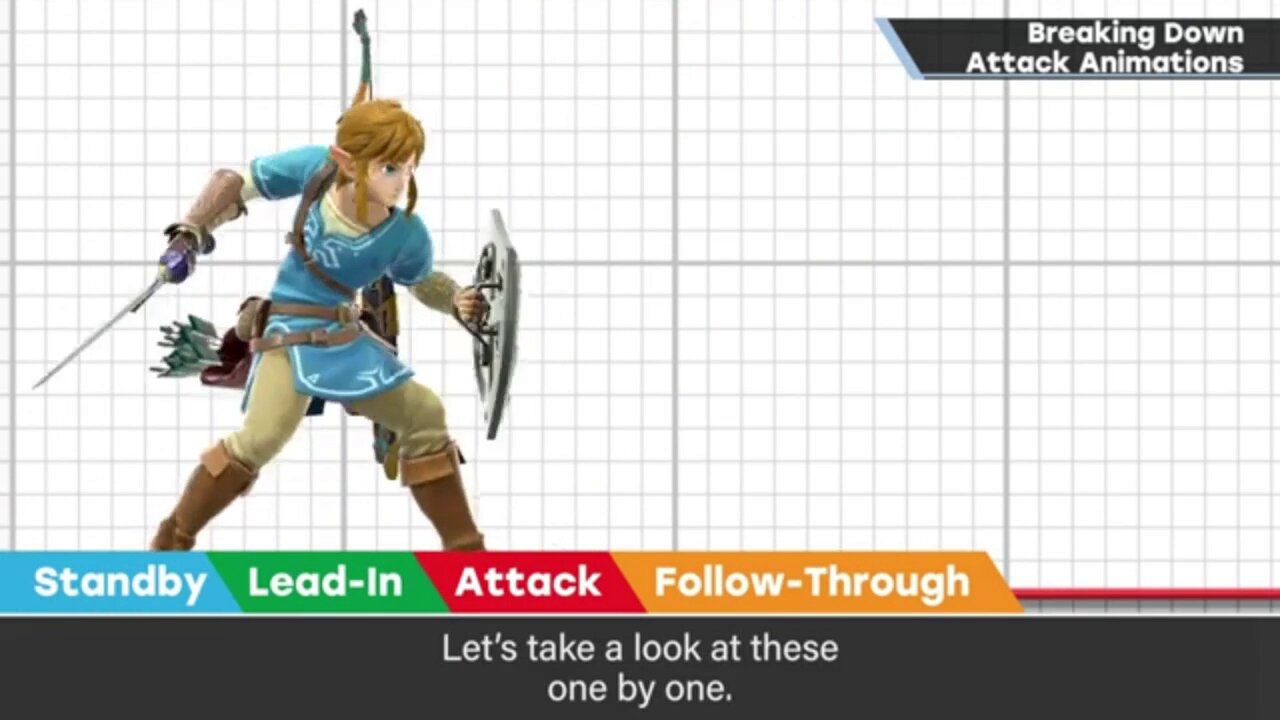 Breaking Down
Attack Animations
Standby Lead-In Attack Follow-Through
Let's take a look at these
one by one.